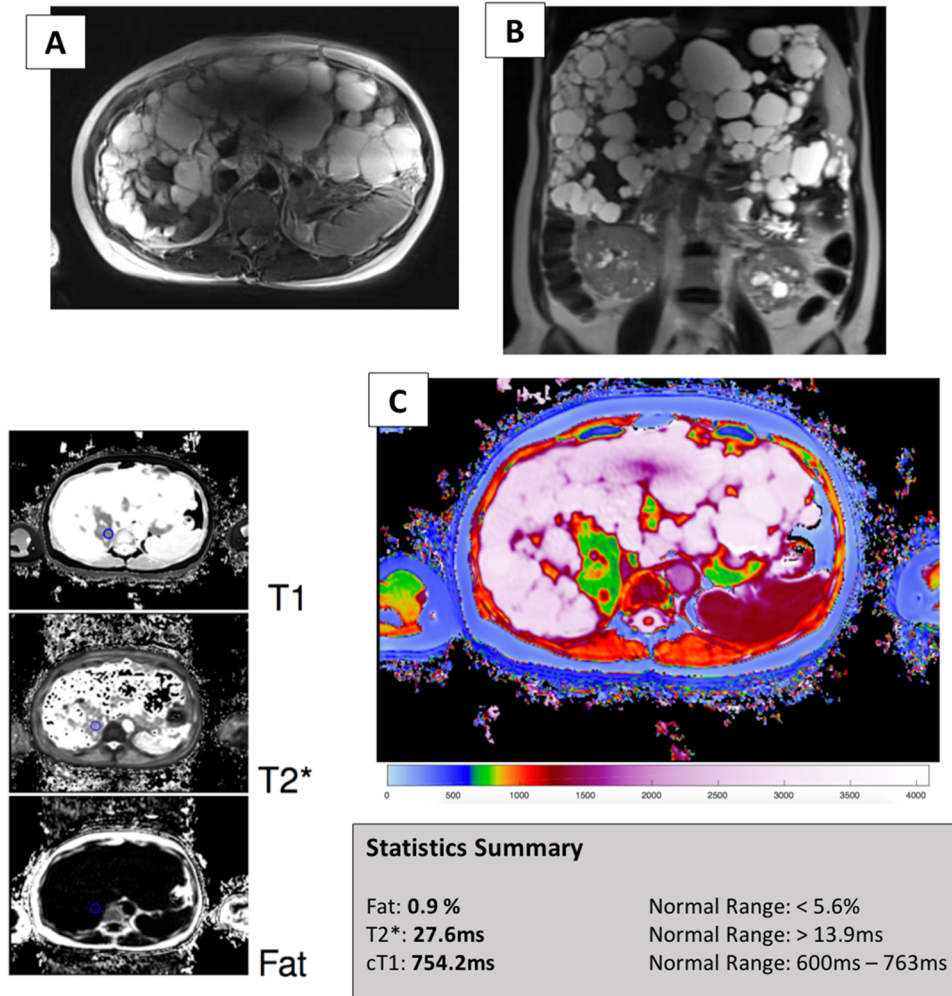 A
B
C
T1
T2*
Fat
0 500 1000 1500 2000 2500 3000 3500 4000
Statistics Summary
Fat: 0.9 % Normal Range: < 5.6%
T2*: 27.6ms Normal Range: > 13.9ms
cT1: 754.2ms Normal Range: 600ms – 763ms